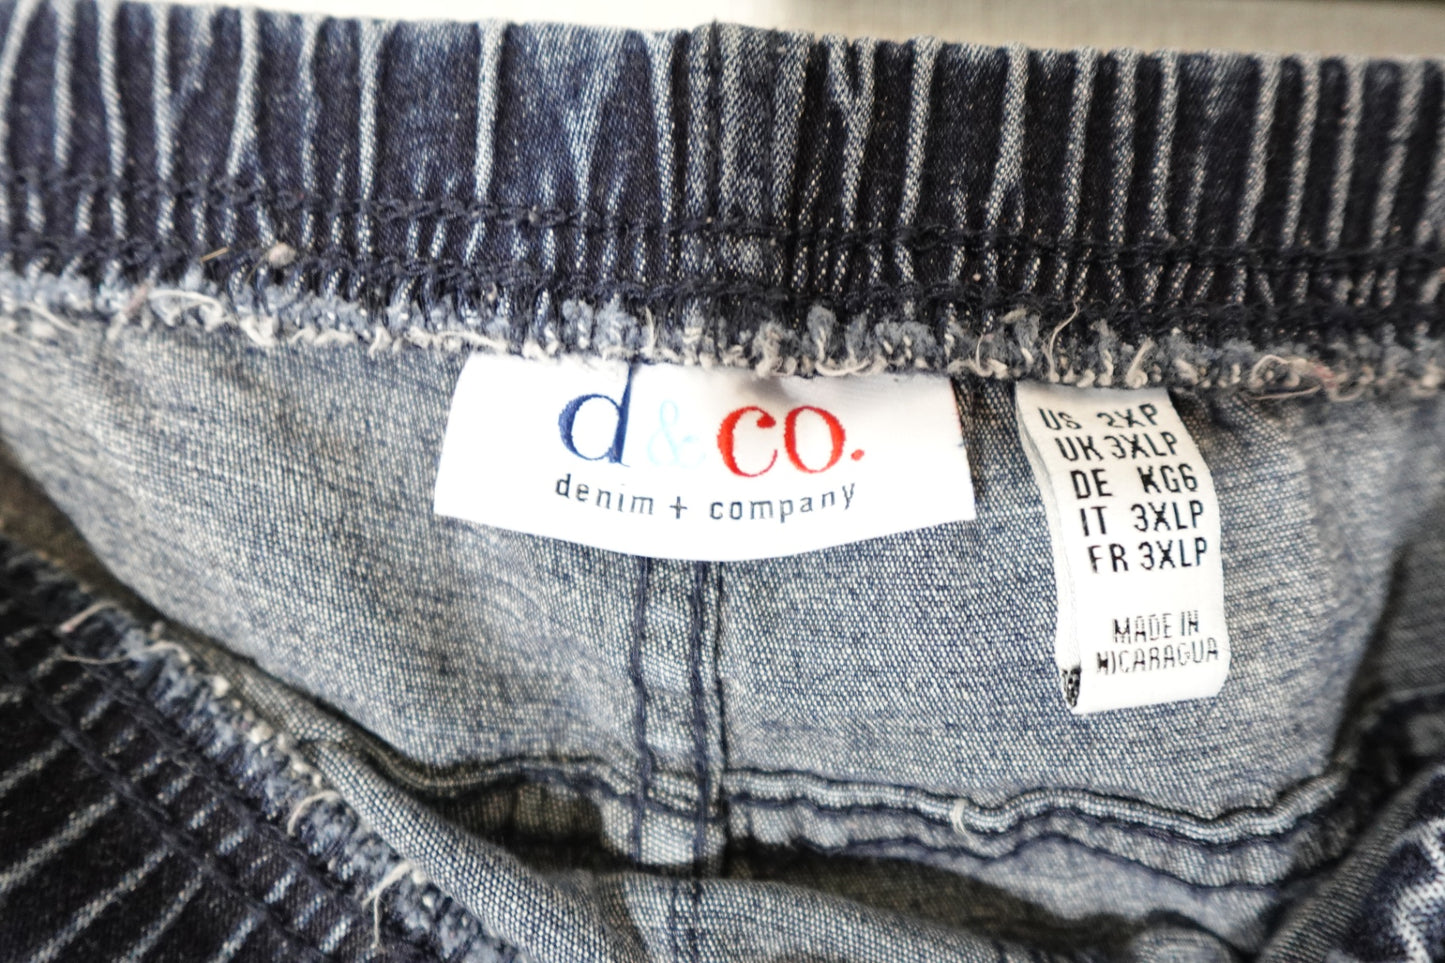 d&co.
denim + company
US 2XP
UK 3XLP
DE KG6
IT 3XLP
FR 3XLP
MADE IN
NICARAGUA